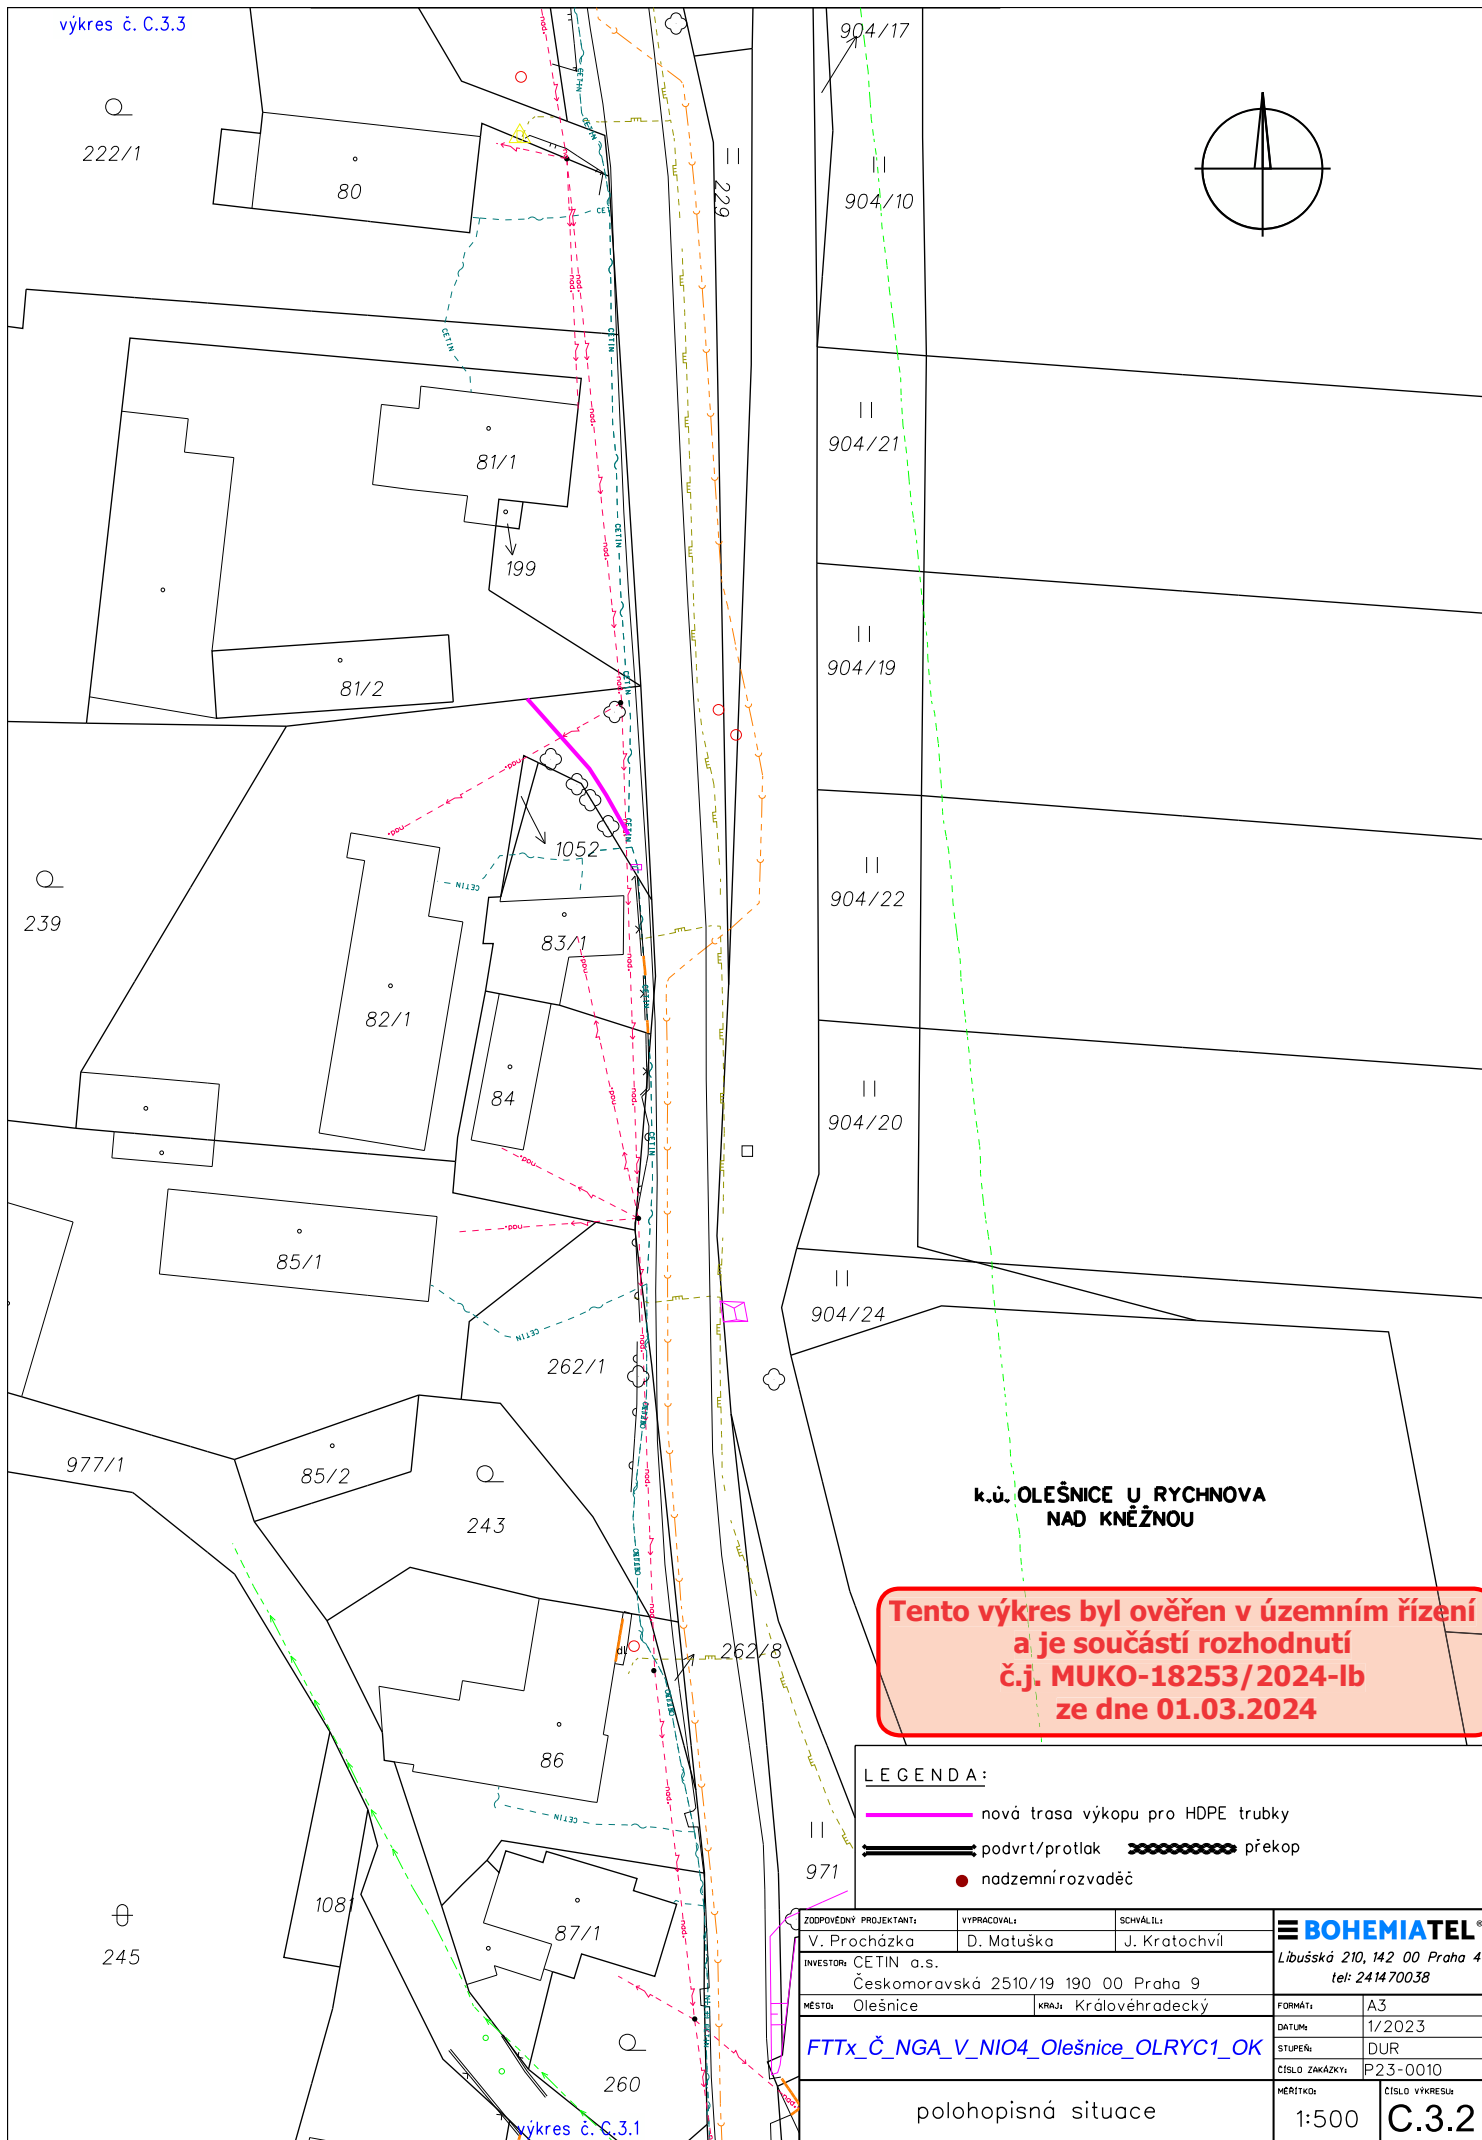 výkres č. C.3.3
904/17
222/1
80
229
904/10
81/1
904/21
199
81/2
904/19
1052
239
83/1
904/22
82/1
84
904/20
85/1
904/24
262/1
977/1
85/2
243
k.ú. OLEŠNICE U RYCHNOVA
NAD KNĚŽNOU
Tento výkres byl ověřen v územním řízení
a je součástí rozhodnutí
č.j. MUKO-18253/2024-lb
ze dne 01.03.2024
262/8
86
LEGENDA:
nová trasa výkopu pro HDPE trubky
podvrt/protlak
překop
nadzemní rozvaděč
971
1081
87/1
245
260
výkres č. C.3.1
CETIN
nad.
ZODPOVĚDNÝ PROJEKTANT:
VYPRACOVAL:
SCHVÁLIL:
V. Procházka
D. Matuška
J. Kratochvíl
INVESTOR: CETIN a.s.
Českomoravská 2510/19 190 00 Praha 9
MĚSTO: Olešnice
KRAJ: Královéhradecký
BOHEMIATEL®
Libušská 210, 142 00 Praha 4
tel: 241470038
FORMÁT: A3
DATUM: 1/2023
STUPEŇ: DUR
ČÍSLO ZAKÁZKY: P23-0010
FTTx_Č_NGA_V_NIO4_Olešnice_OLRYC1_OK
polohopisná situace
MĚŘÍTKO:
1:500
ČÍSLO VÝKRESU:
C.3.2